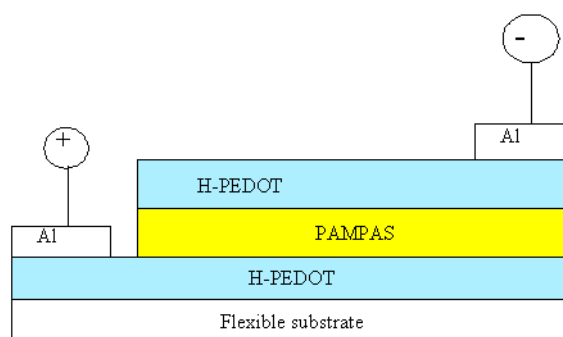 -
+
Al
H-PEDOT
Al
PAMPAS
H-PEDOT
Flexible substrate